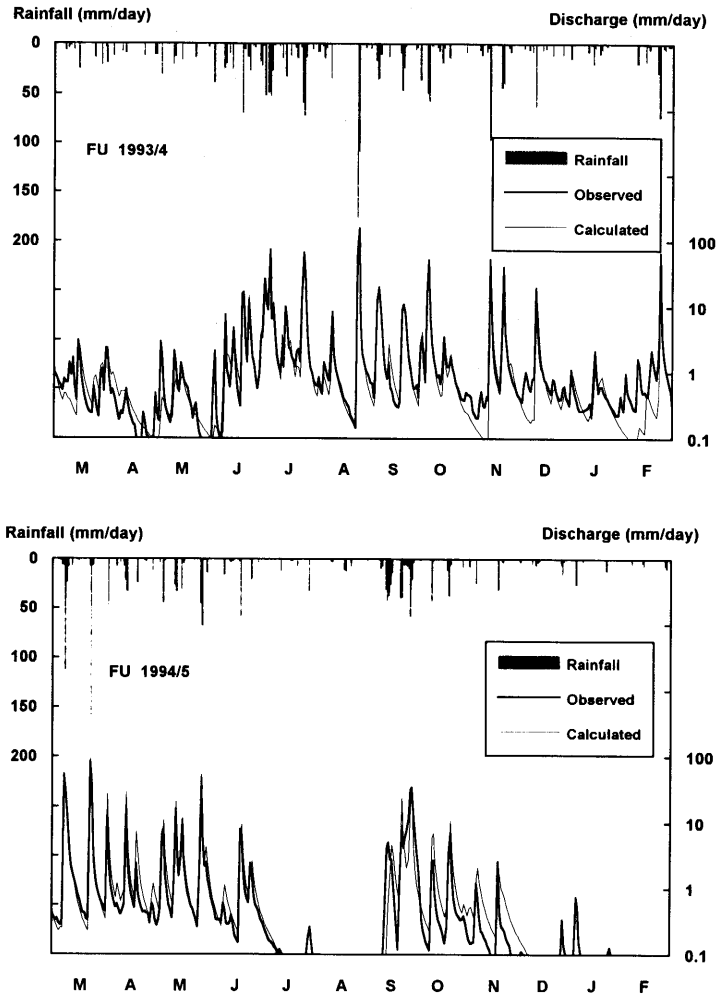 Rainfall (mm/day) Discharge (mm/day)
0
50
100
150
200
FU 1993/4
Rainfall
Observed
Calculated
100
10
1
0.1
M A M J J A S O N D J F
Rainfall (mm/day) Discharge (mm/day)
0
50
100
150
200
FU 1994/5
Rainfall
Observed
Calculated
100
10
1
0.1
M A M J J A S O N D J F